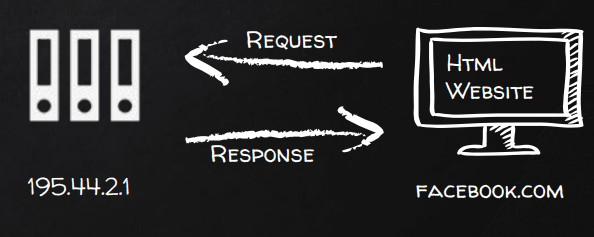 Request
Html
Website
Response
195.44.2.1
facebook.com